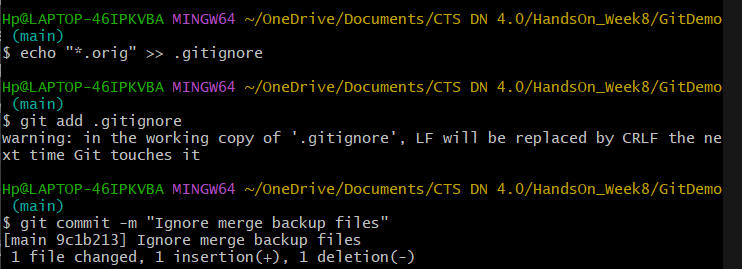 Hp@LAPTOP-46IPKVBA MINGW64 ~/OneDrive/Documents/CTS DN 4.0/HandsOn_Week8/GitDemo
(main)
$ echo "*.orig" >> .gitignore
Hp@LAPTOP-46IPKVBA MINGW64 ~/OneDrive/Documents/CTS DN 4.0/HandsOn_Week8/GitDemo
(main)
$ git add .gitignore
warning: in the working copy of '.gitignore', LF will be replaced by CRLF the ne
xt time Git touches it
Hp@LAPTOP-46IPKVBA MINGW64 ~/OneDrive/Documents/CTS DN 4.0/HandsOn_Week8/GitDemo
(main)
$ git commit -m "Ignore merge backup files"
[main 9c1b213] Ignore merge backup files
1 file changed, 1 insertion(+), 1 deletion(-)